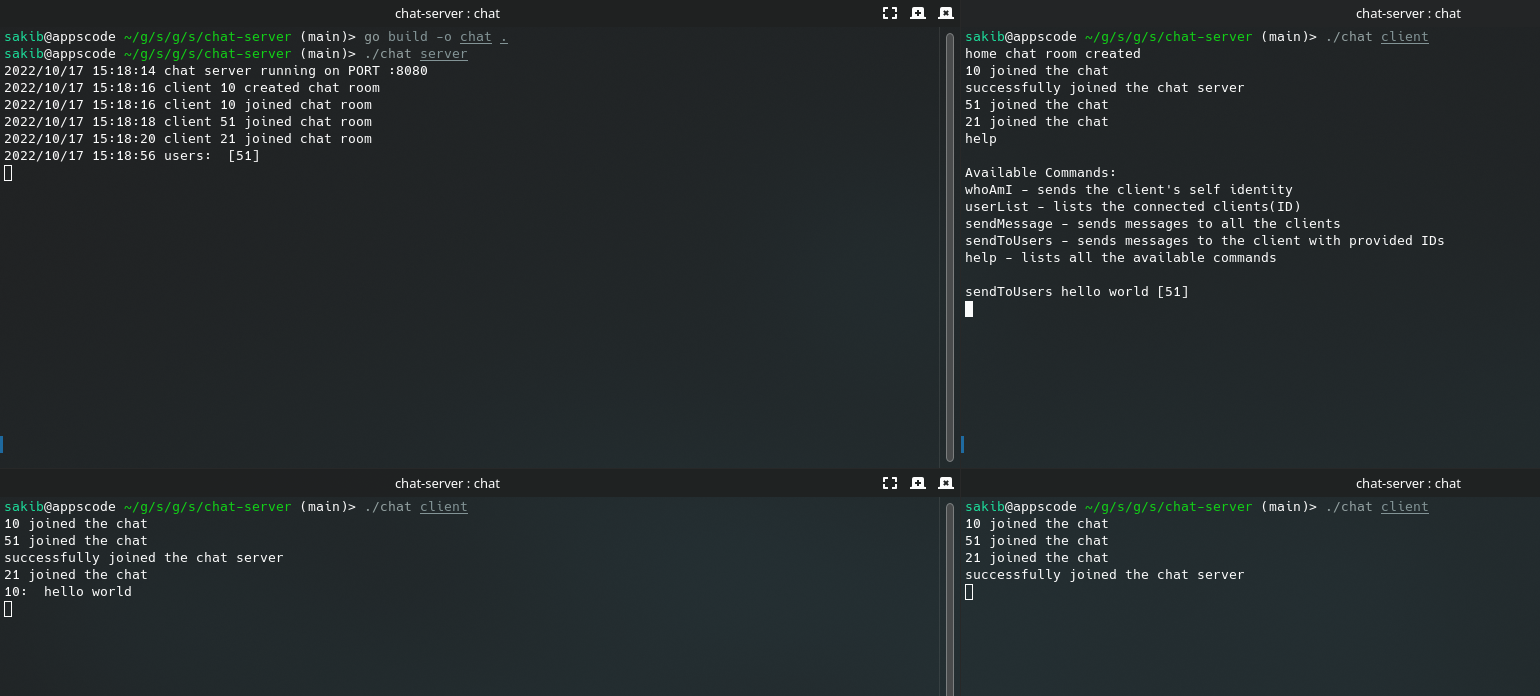 chat-server : chat
sakib@appscode ~/g/s/g/s/chat-server (main)> go build -o chat .
sakib@appscode ~/g/s/g/s/chat-server (main)> ./chat server
2022/10/17 15:18:14 chat server running on PORT :8080
2022/10/17 15:18:16 client 10 created chat room
2022/10/17 15:18:16 client 10 joined chat room
2022/10/17 15:18:18 client 51 joined chat room
2022/10/17 15:18:20 client 21 joined chat room
2022/10/17 15:18:56 users:  [51]
chat-server : chat
sakib@appscode ~/g/s/g/s/chat-server (main)> ./chat client
home chat room created
10 joined the chat
successfully joined the chat server
51 joined the chat
21 joined the chat
help
Available Commands:
whoAmI - sends the client's self identity
userList - lists the connected clients(ID)
sendMessage - sends messages to all the clients
sendToUsers - sends messages to the client with provided IDs
help - lists all the available commands
sendToUsers hello world [51]
chat-server : chat
sakib@appscode ~/g/s/g/s/chat-server (main)> ./chat client
10 joined the chat
51 joined the chat
successfully joined the chat server
21 joined the chat
10:  hello world
chat-server : chat
sakib@appscode ~/g/s/g/s/chat-server (main)> ./chat client
10 joined the chat
51 joined the chat
21 joined the chat
successfully joined the chat server